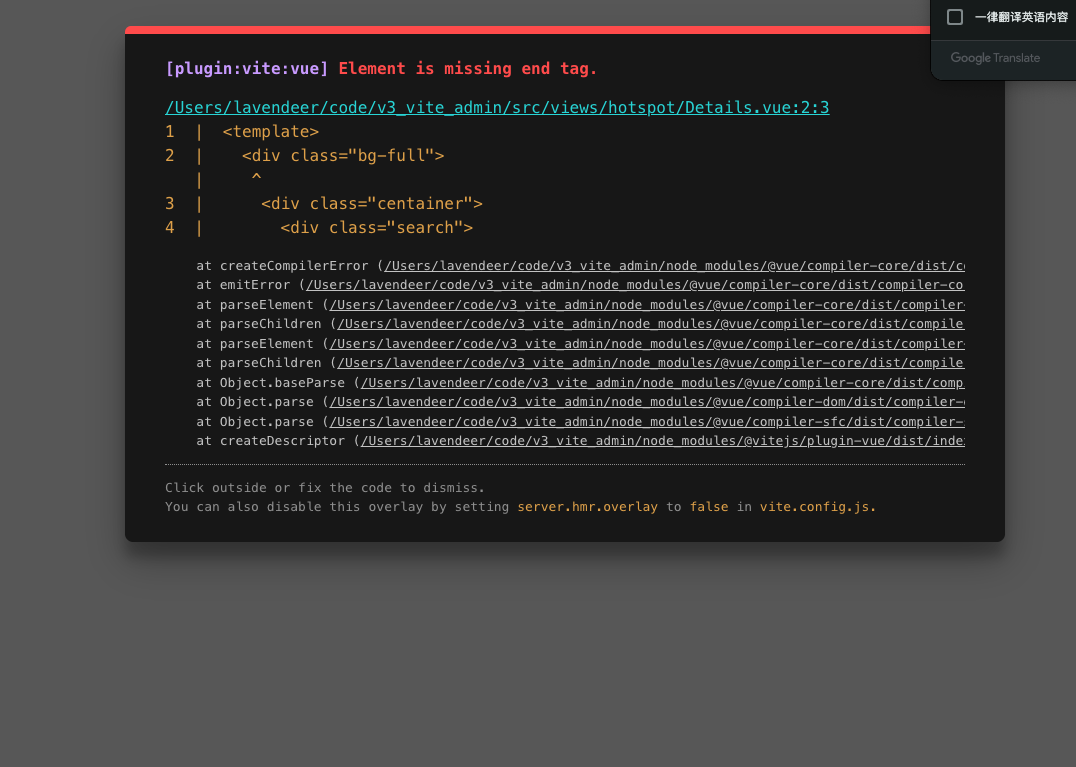 一律翻译英语内容
Google Translate
[plugin:vite:vue] Element is missing end tag.
/Users/lavendeer/code/v3_vite_admin/src/views/hotspot/Details.vue:2:3
1  |  <template>
2  |    <div class="bg-full">
   |     ^
3  |      <div class="centainer">
4  |        <div class="search">
at createCompilerError (/Users/lavendeer/code/v3_vite_admin/node_modules/@vue/compiler-core/dist/c
at emitError (/Users/lavendeer/code/v3_vite_admin/node_modules/@vue/compiler-core/dist/compiler-co
at parseElement (/Users/lavendeer/code/v3_vite_admin/node_modules/@vue/compiler-core/dist/compiler-
at parseChildren (/Users/lavendeer/code/v3_vite_admin/node_modules/@vue/compiler-core/dist/compile
at parseElement (/Users/lavendeer/code/v3_vite_admin/node_modules/@vue/compiler-core/dist/compiler-
at parseChildren (/Users/lavendeer/code/v3_vite_admin/node_modules/@vue/compiler-core/dist/compile
at Object.baseParse (/Users/lavendeer/code/v3_vite_admin/node_modules/@vue/compiler-core/dist/comp
at Object.parse (/Users/lavendeer/code/v3_vite_admin/node_modules/@vue/compiler-dom/dist/compiler-
at Object.parse (/Users/lavendeer/code/v3_vite_admin/node_modules/@vue/compiler-sfc/dist/compiler-
at createDescriptor (/Users/lavendeer/code/v3_vite_admin/node_modules/@vitejs/plugin-vue/dist/inde
Click outside or fix the code to dismiss.
You can also disable this overlay by setting server.hmr.overlay to false in vite.config.js.